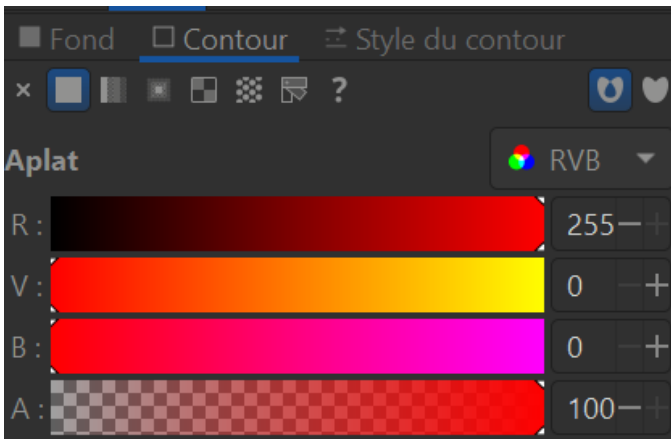 Fond Contour Style du contour
× ?
Aplat RVB
R : 255
V : 0
B : 0
A : 100